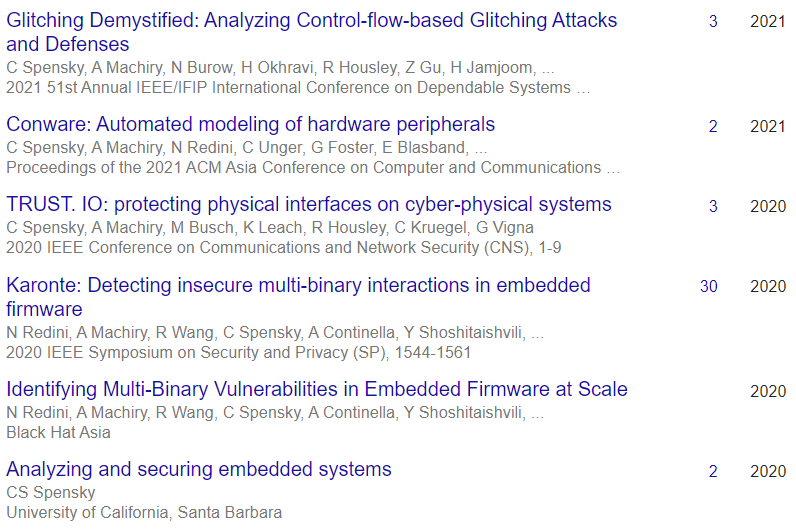 Glitching Demystified: Analyzing Control-flow-based Glitching Attacks 3 2021
and Defenses
C Spensky, A Machiry, N Burow, H Okhravi, R Housley, Z Gu, H Jamjoom, ...
2021 51st Annual IEEE/IFIP International Conference on Dependable Systems …
Conware: Automated modeling of hardware peripherals 2 2021
C Spensky, A Machiry, N Redini, C Unger, G Foster, E Blasband, ...
Proceedings of the 2021 ACM Asia Conference on Computer and Communications …
TRUST. IO: protecting physical interfaces on cyber-physical systems 3 2020
C Spensky, A Machiry, M Busch, K Leach, R Housley, C Kruegel, G Vigna
2020 IEEE Conference on Communications and Network Security (CNS), 1-9
Karonte: Detecting insecure multi-binary interactions in embedded 30 2020
firmware
N Redini, A Machiry, R Wang, C Spensky, A Continella, Y Shoshitaishvili, ...
2020 IEEE Symposium on Security and Privacy (SP), 1544-1561
Identifying Multi-Binary Vulnerabilities in Embedded Firmware at Scale 2020
N Redini, A Machiry, R Wang, C Spensky, A Continella, Y Shoshitaishvili, ...
Black Hat Asia
Analyzing and securing embedded systems 2 2020
CS Spensky
University of California, Santa Barbara